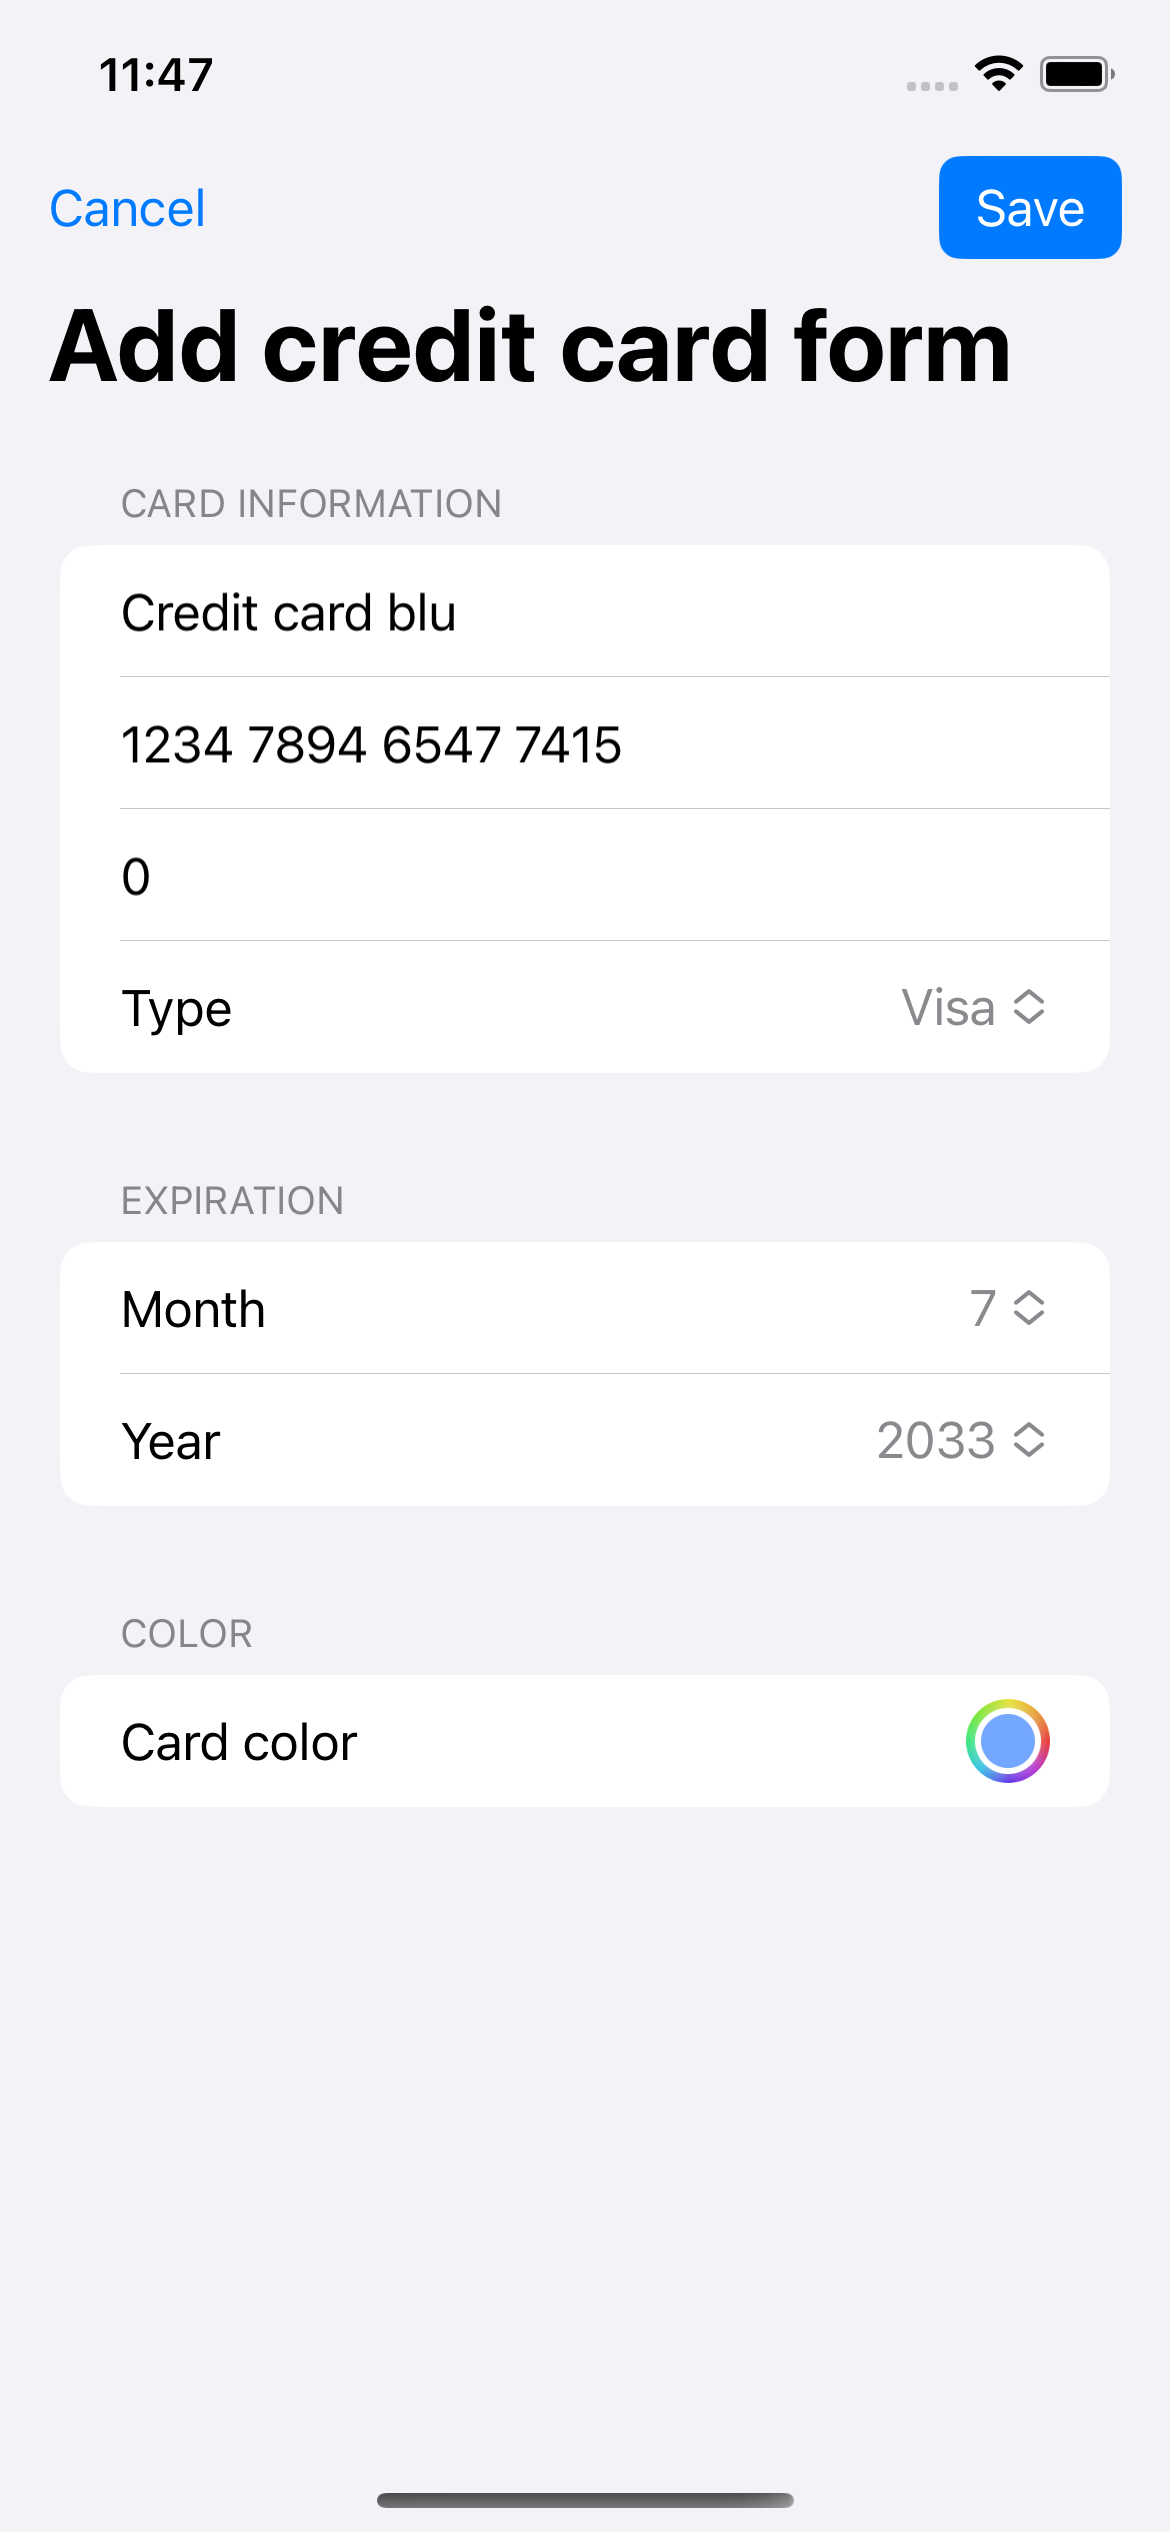 11:47
Cancel
Save
Add credit card form
CARD INFORMATION
Credit card blu
1234 7894 6547 7415
0
Type Visa
EXPIRATION
Month 7
Year 2033
COLOR
Card color